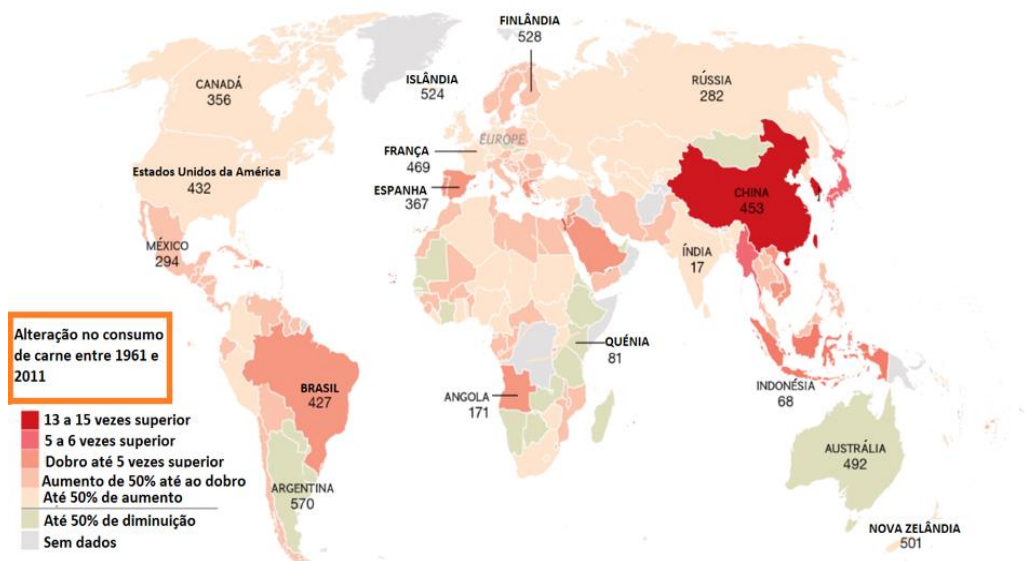 FINLÂNDIA
528
ISLÂNDIA
524
CANADÁ
356
RÚSSIA
282
EUROPE
FRANÇA
469
Estados Unidos da América
432
ESPANHA
367
CHINA
453
MÉXICO
294
ÍNDIA
17
QUÉNIA
81
BRASIL
427
ANGOLA
171
INDONÉSIA
68
AUSTRÁLIA
492
ARGENTINA
570
NOVA ZELÂNDIA
501
Alteração no consumo
de carne entre 1961 e
2011
13 a 15 vezes superior
5 a 6 vezes superior
Dobro até 5 vezes superior
Aumento de 50% até ao dobro
Até 50% de aumento
Até 50% de diminuição
Sem dados